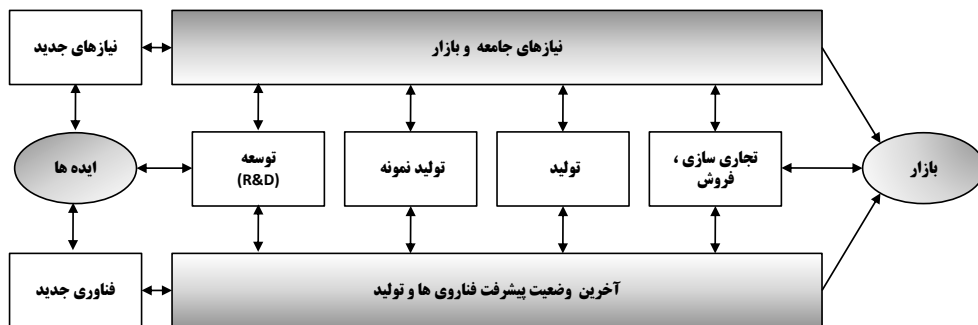 نیازهای جدید
نیازهای جامعه و بازار
ایده ها
توسعه
(R&D)
تولید نمونه
تولید
تجاری سازی ،
فروش
بازار
فناوری جدید
آخرین وضعیت پیشرفت فناروی ها و تولید